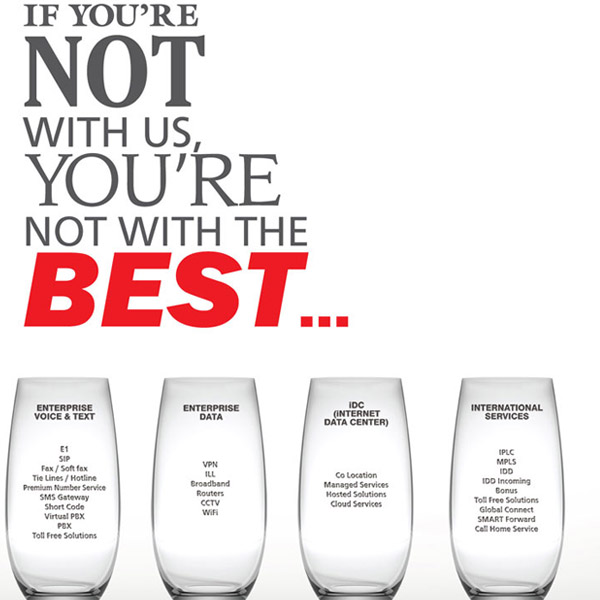 IF YOU'RE
NOT
WITH US,
YOU'RE
NOT WITH THE
BEST...
ENTERPRISE
VOICE & TEXT
E1
SIP
Fax / Soft fax
Tie Lines / Hotline
Premium Number Service
SMS Gateway
Short Code
Virtual PBX
PBX
Toll Free Solutions
ENTERPRISE
DATA
VPN
ILL
Broadband
Routers
CCTV
WiFi
iDC
(iNTERNET
DATA CENTER)
Co Location
Managed Services
Hosted Solutions
Cloud Services
INTERNATIONAL
SERVICES
IPLC
MPLS
IDD
IDD Incoming
Bonus
Toll Free Solutions
Global Connect
SMART Forward
Call Home Service